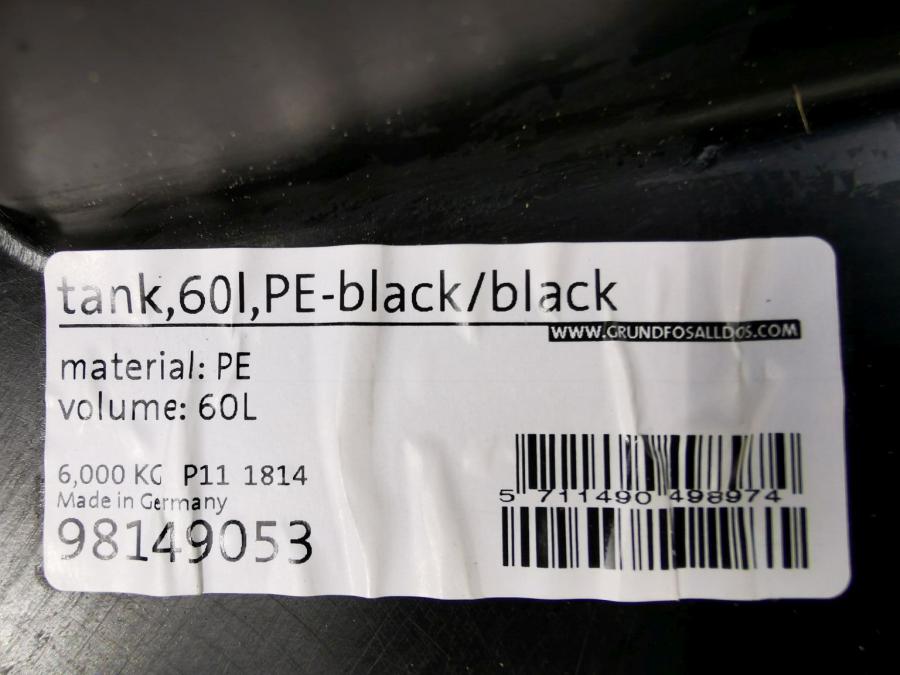 tank,60l,PE-black/black
WWW.GRUNDFOSALLDOS.COM
material: PE
volume: 60L
6,000 KG P11 1814
Made in Germany
98149053
5 711490 498974